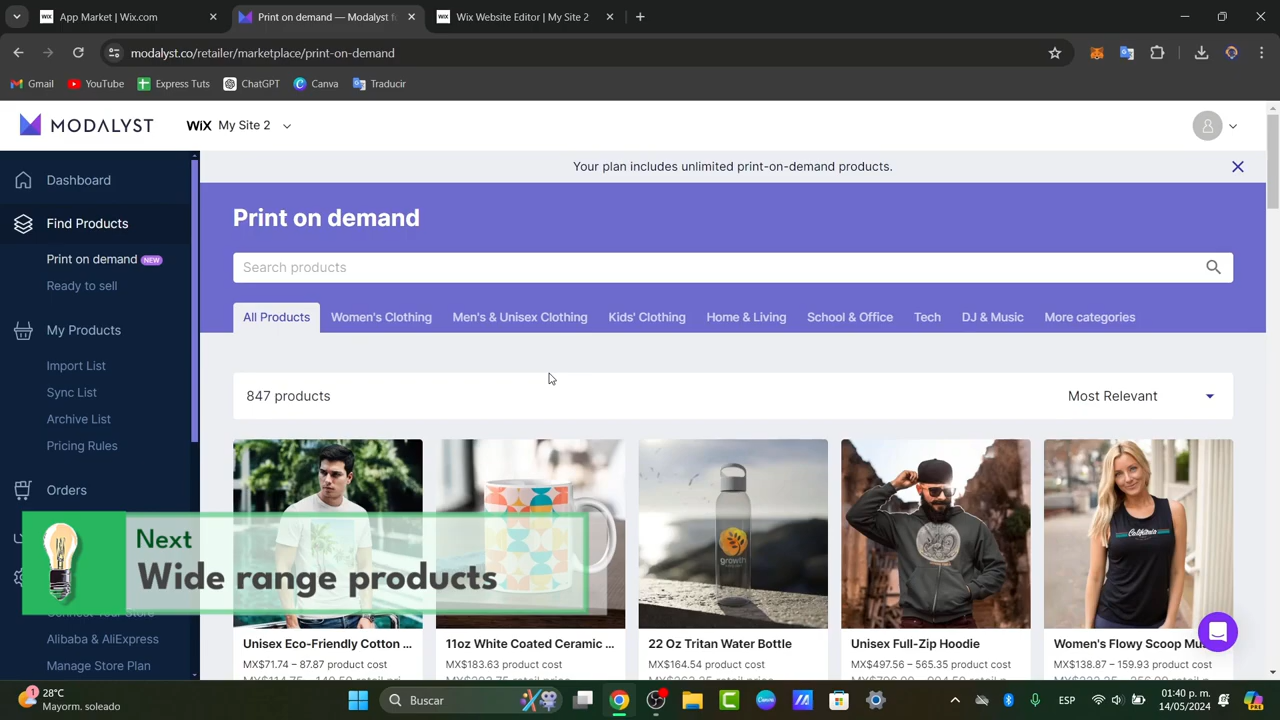 App Market | Wix.com
Print on demand — Modalyst f
Wix Website Editor | My Site 2
modalyst.co/retailer/marketplace/print-on-demand
Gmail
YouTube
Express Tuts
ChatGPT
Canva
Traducir
MODALYST
WiX My Site 2
Your plan includes unlimited print-on-demand products.
Dashboard
Find Products
Print on demand NEW
Ready to sell
My Products
Import List
Sync List
Archive List
Pricing Rules
Orders
Alibaba & AliExpress
Manage Store Plan
Print on demand
Search products
All Products
Women's Clothing
Men's & Unisex Clothing
Kids' Clothing
Home & Living
School & Office
Tech
DJ & Music
More categories
847 products
Most Relevant
Next
Wide range products
Unisex Eco-Friendly Cotton ...
MX$71.74 – 87.87 product cost
11oz White Coated Ceramic ...
MX$183.63 product cost
22 Oz Tritan Water Bottle
MX$164.54 product cost
growth
Unisex Full-Zip Hoodie
MX$497.56 – 565.35 product cost
California
Women's Flowy Scoop Mu
MX$138.87 – 159.93 product cost
1
28°C
Mayorm. soleado
Buscar
ESP
01:40 p. m.
14/05/2024